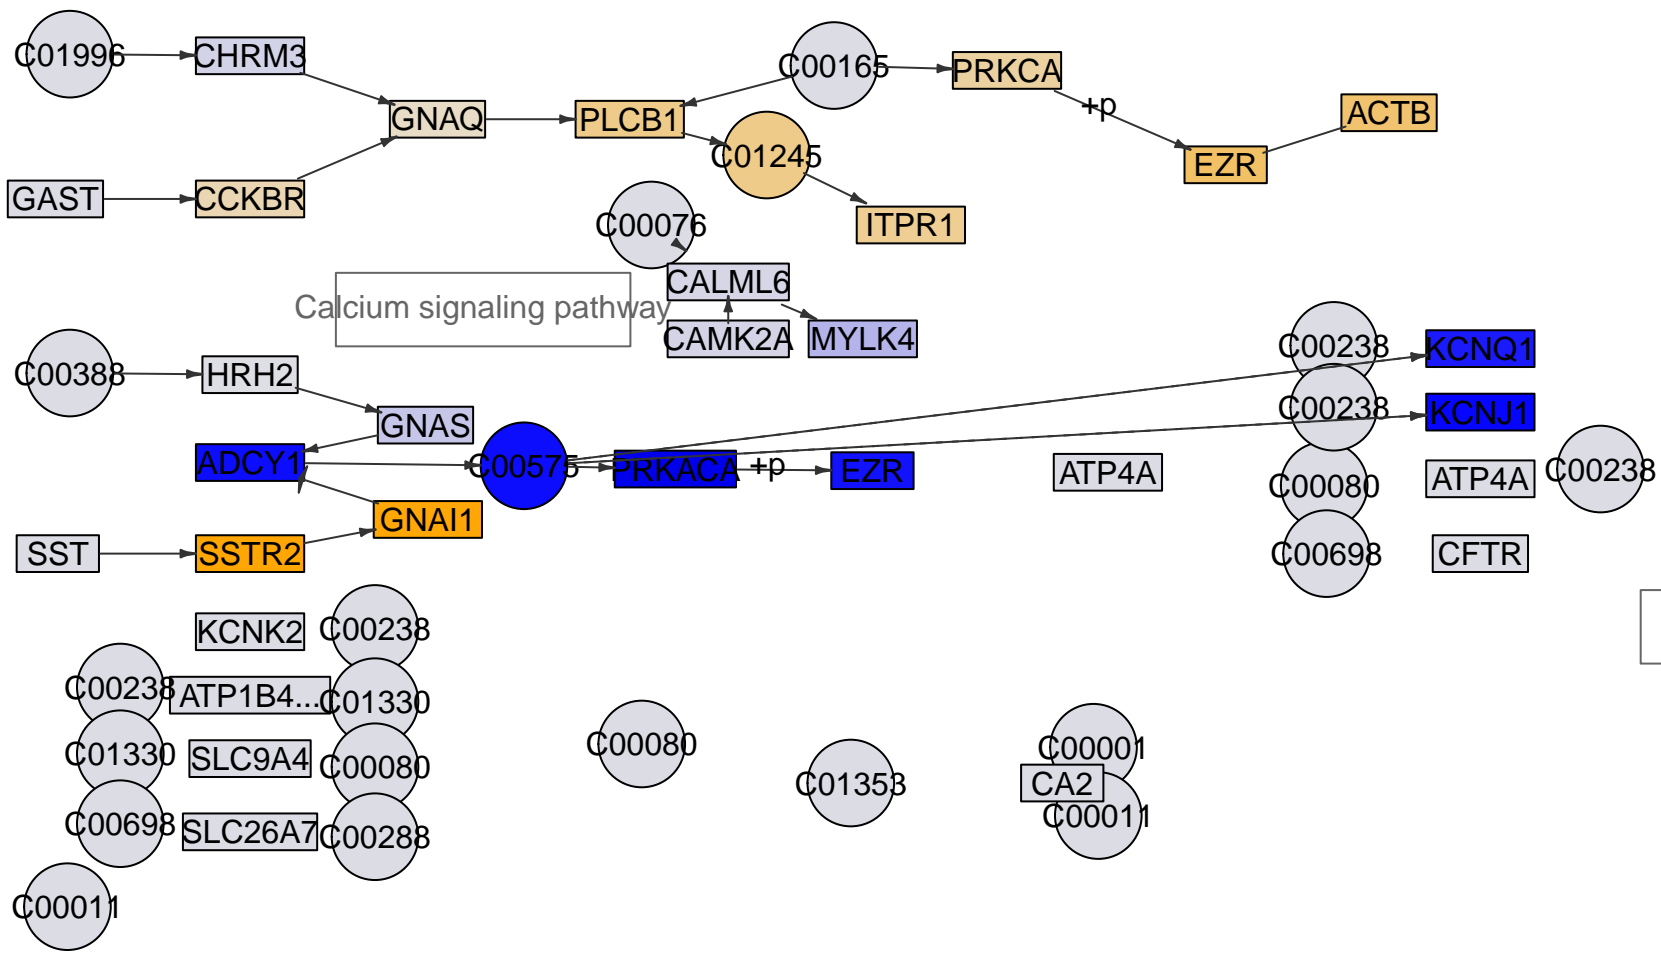 C01996
CHRM3
C00165
PRKCA
+p
ACTB
GNAQ
PLCB1
C01245
EZR
GAST
CCKBR
C00076
ITPR1
CALML6
Calcium signaling pathway
CAMK2A
MYLK4
C00238
KCNQ1
C00388
HRH2
C00238
KCNJ1
GNAS
ADCY1
C00575
PRKACA
+p
EZR
ATP4A
C00080
ATP4A
C00238
GNAI1
SST
SSTR2
C00698
CFTR
KCNK2
C00238
C00238
ATP1B4...
C01330
C01330
SLC9A4
C00080
C00080
C01353
C00001
CA2
C00011
C00698
SLC26A7
C00288
C00011